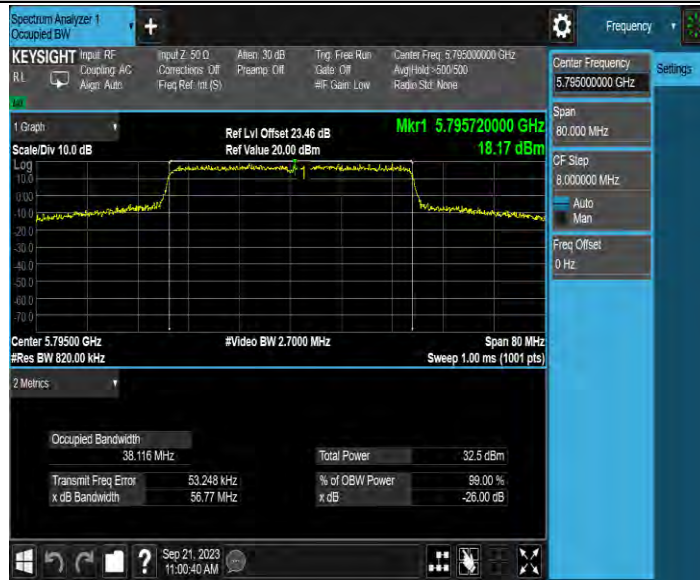 Spectrum Analyzer 1
Occupied BW
+
Frequency
KEYSIGHT Input: RF Input Z: 50 Ω Atten: 30 dB Trig: Free Run Center Freq: 5.795000000 GHz
RL Coupling: AC Corrections: Off Preamp: Off Gate: Off Avg|Hold:>500/500
Align: Auto Freq Ref: Int (S) #IF Gain: Low Radio Std: None
Center Frequency
5.795000000 GHz
Settings
Span
80.000 MHz
CF Step
8.000000 MHz
Auto
Man
Freq Offset
0 Hz
1 Graph
Ref Lvl Offset 23.46 dB Mkr1 5.795720000 GHz
Scale/Div 10.0 dB Ref Value 20.00 dBm 18.17 dBm
Log
10.0
0.00
-10.0
-20.0
-30.0
-40.0
-50.0
-60.0
-70.0
1
Center 5.79500 GHz #Video BW 2.7000 MHz Span 80 MHz
#Res BW 820.00 kHz Sweep 1.00 ms (1001 pts)
2 Metrics
Occupied Bandwidth
38.116 MHz Total Power 32.5 dBm
Transmit Freq Error 53.248 kHz % of OBW Power 99.00 %
x dB Bandwidth 56.77 MHz x dB -26.00 dB
? Sep 21, 2023
11:00:40 AM